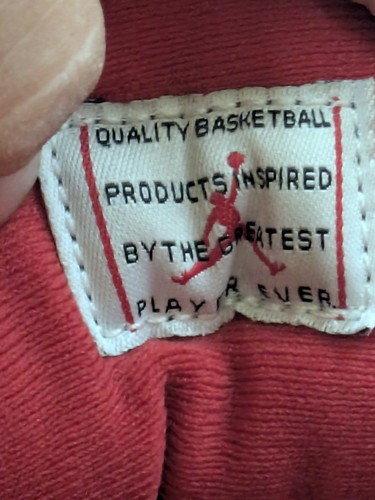 QUALITY BASKETBALL
PRODUCTS INSPIRED
BY THE GREATEST
PLAYER EVER